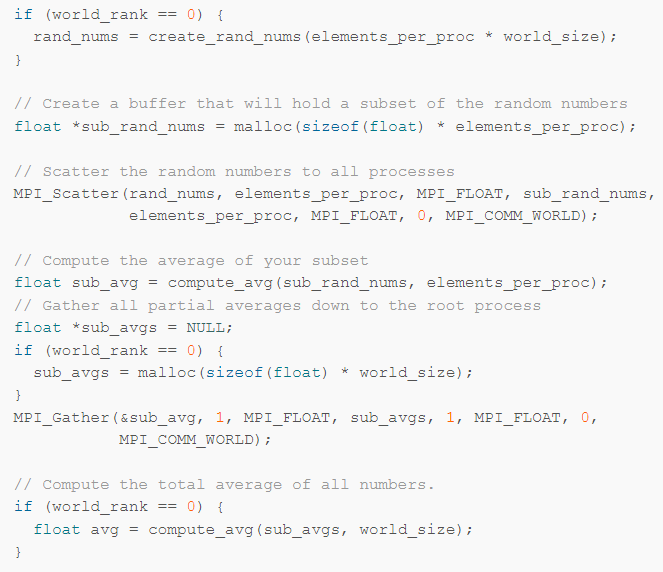 if (world_rank == 0) {
  rand_nums = create_rand_nums(elements_per_proc * world_size);
}

// Create a buffer that will hold a subset of the random numbers
float *sub_rand_nums = malloc(sizeof(float) * elements_per_proc);

// Scatter the random numbers to all processes
MPI_Scatter(rand_nums, elements_per_proc, MPI_FLOAT, sub_rand_nums,
            elements_per_proc, MPI_FLOAT, 0, MPI_COMM_WORLD);

// Compute the average of your subset
float sub_avg = compute_avg(sub_rand_nums, elements_per_proc);
// Gather all partial averages down to the root process
float *sub_avgs = NULL;
if (world_rank == 0) {
  sub_avgs = malloc(sizeof(float) * world_size);
}
MPI_Gather(&sub_avg, 1, MPI_FLOAT, sub_avgs, 1, MPI_FLOAT, 0,
           MPI_COMM_WORLD);

// Compute the total average of all numbers.
if (world_rank == 0) {
  float avg = compute_avg(sub_avgs, world_size);
}